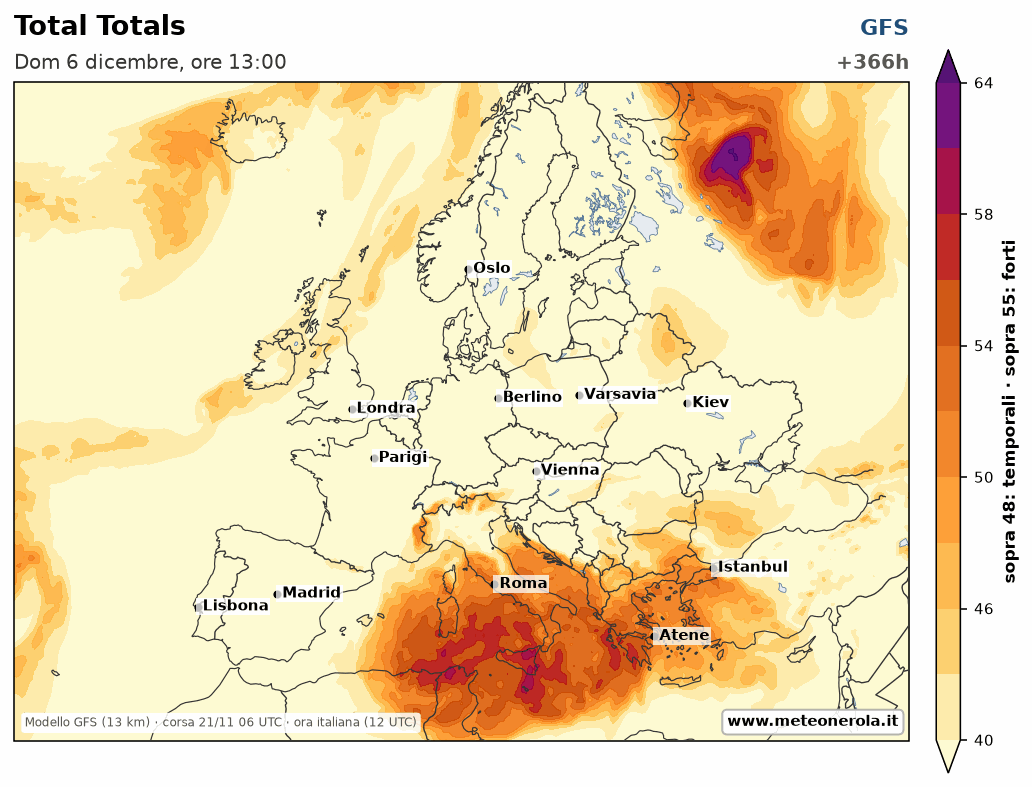 Total Totals
GFS
Dom 6 dicembre, ore 13:00
+366h
64
58
54
50
46
40
sopra 48: temporali · sopra 55: forti
Oslo
Londra
Berlino
Varsavia
Kiev
Parigi
Vienna
Istanbul
Roma
Madrid
Lisbona
Atene
Modello GFS (13 km) · corsa 21/11 06 UTC · ora italiana (12 UTC)
www.meteonerola.it